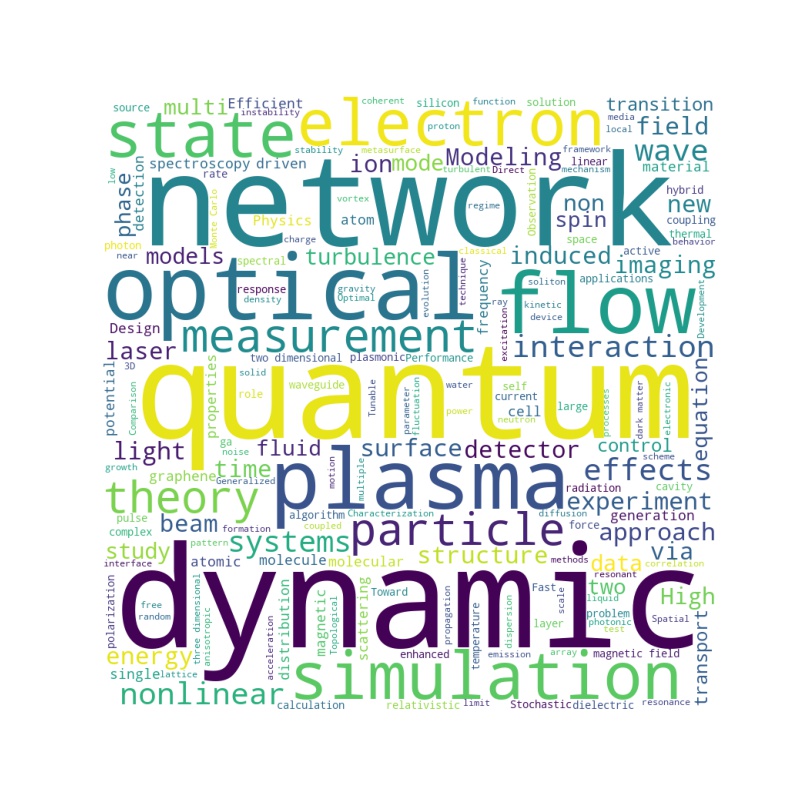 source
multi
Efficient
instability
coherent
silicon
function
solution
transition
state
electron
proton
media
local
field
stability
metasurface
turbulent
Direct
framework
mechanism
linear
wave
material
low
spectroscopy
driven
rate
ion
mode
Modeling
network
phase
detection
Monte Carlo
Physics
vortex
atom
regime
Observation
non
spin
hybrid
new
coupling
thermal
behavior
photon
near
models
spectral
charge
turbulence
classical
induced
space
active
imaging
optical
response
density
gravity
Optimal
evolution
technique
frequency
ray
soliton
kinetic
device
applications
flow
Development
Design
measurement
excitation
interaction
laser
two dimensional
plasmonic
Performance
3D
potential
Comparison
properties
solid
role
waveguide
quantum
Tunable
parameter
fluctuation
water
power
self
current
neutron
cell
large
processes
dark matter
electronic
equation
light
ga
noise
fluid
surface
detector
control
scheme
growth
graphene
time
Generalized
motion
multiple
plasma
effects
radiation
cavity
theory
pulse
complex
beam
formation
algorithm
coupled
Characterization
particle
diffusion
force
experiment
generation
approach
study
pattern
interface
atomic
systems
molecule
molecular
structure
methods
data
correlation
via
resonant
dynamic
polarization
free
random
three dimensional
anisotropic
distribution
magnetic
Topological
scattering
Toward
enhanced
propagation
temperature
dispersion
Fast
layer
scale
liquid
array
two
problem
photonic
test
High
Spatial
transport
energy
acceleration
emission
magnetic field
single
lattice
simulation
nonlinear
calculation
relativistic
limit
Stochastic
dielectric
resonance